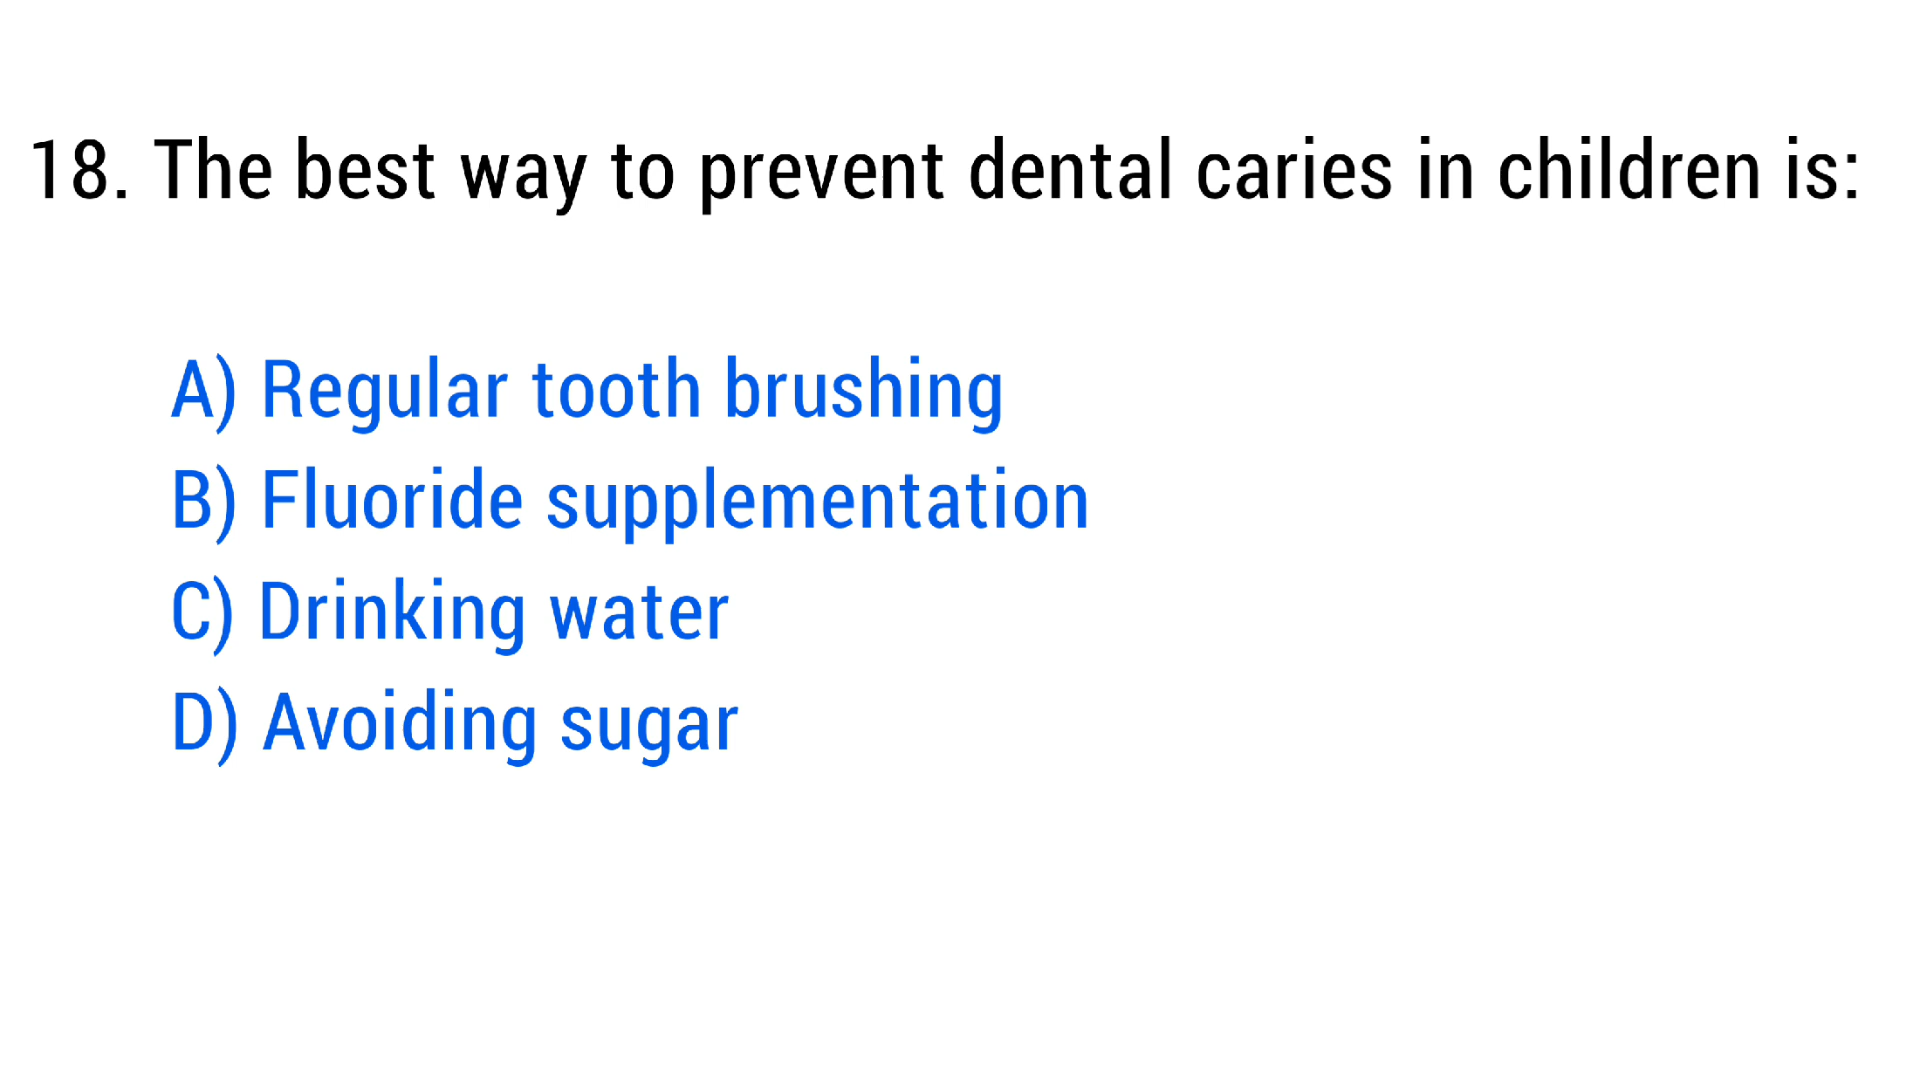 18. The best way to prevent dental caries in children is:
A) Regular tooth brushing
B) Fluoride supplementation
C) Drinking water
D) Avoiding sugar